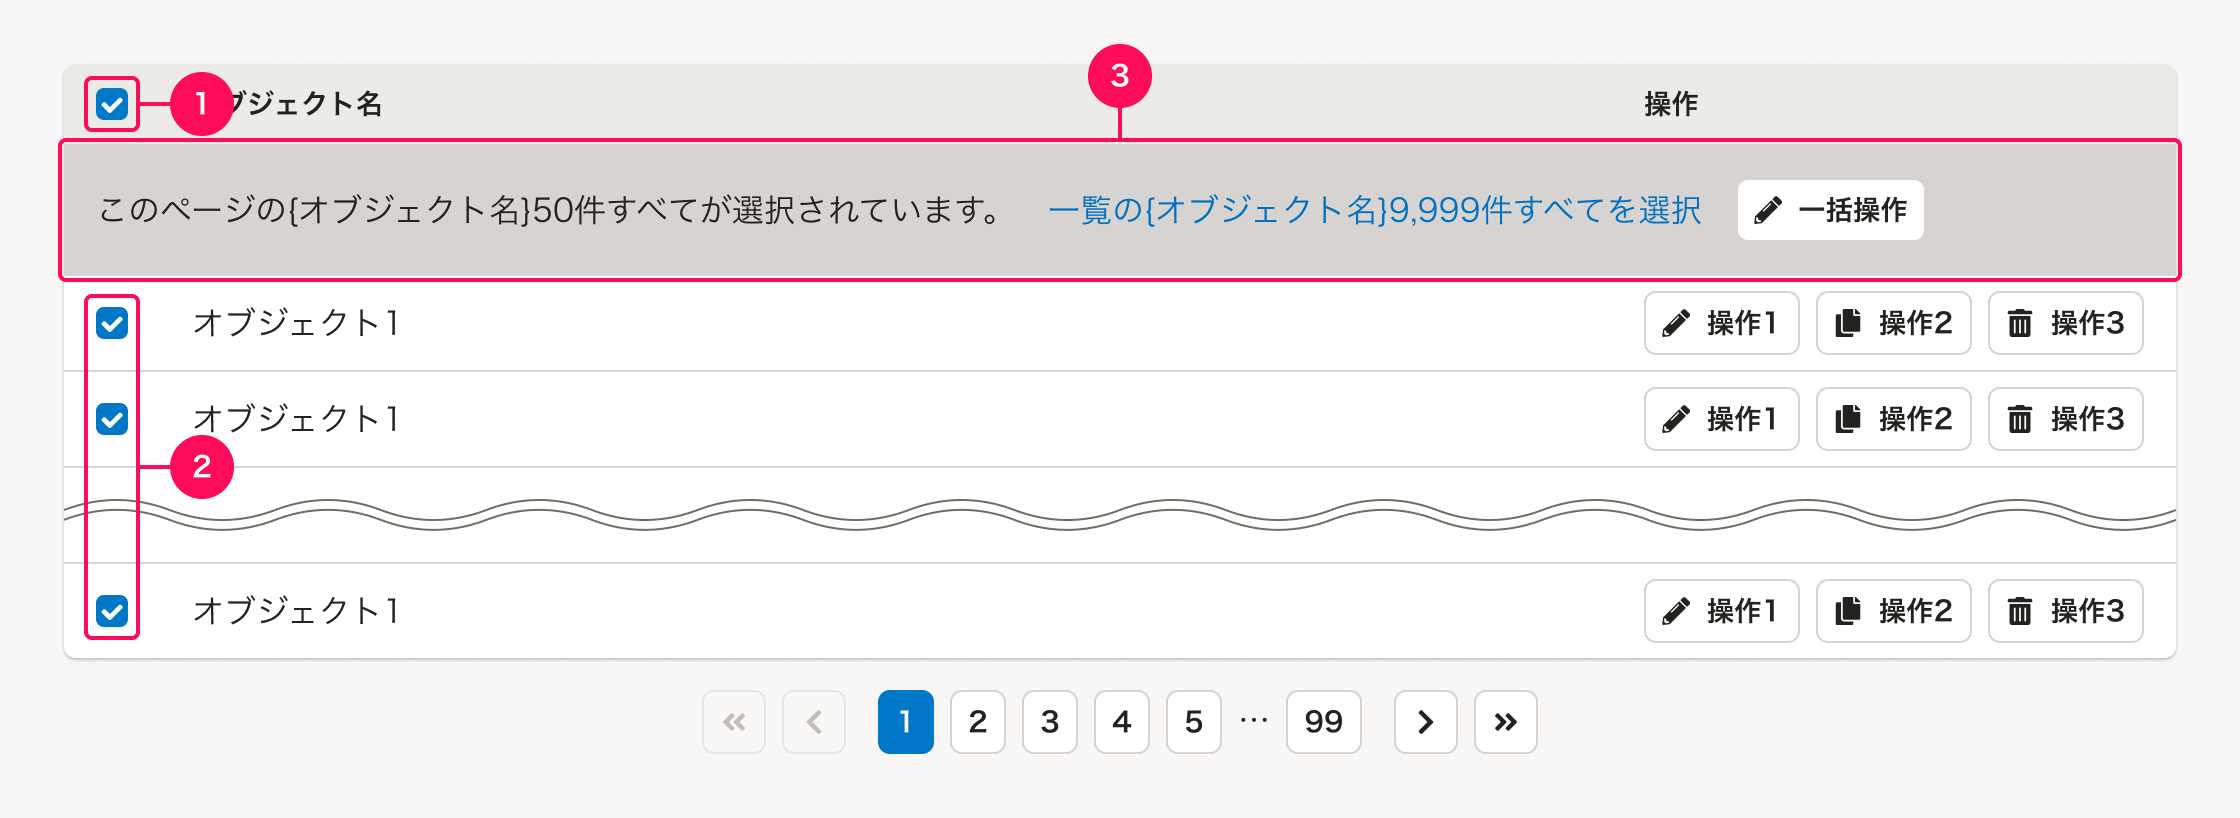 3
1 ブジェクト名 操作
このページの{オブジェクト名}50件すべてが選択されています。 一覧の{オブジェクト名}9,999件すべてを選択 一括操作
オブジェクト1 操作1 操作2 操作3
オブジェクト1 操作1 操作2 操作3
2
オブジェクト1 操作1 操作2 操作3
1 2 3 4 5 … 99